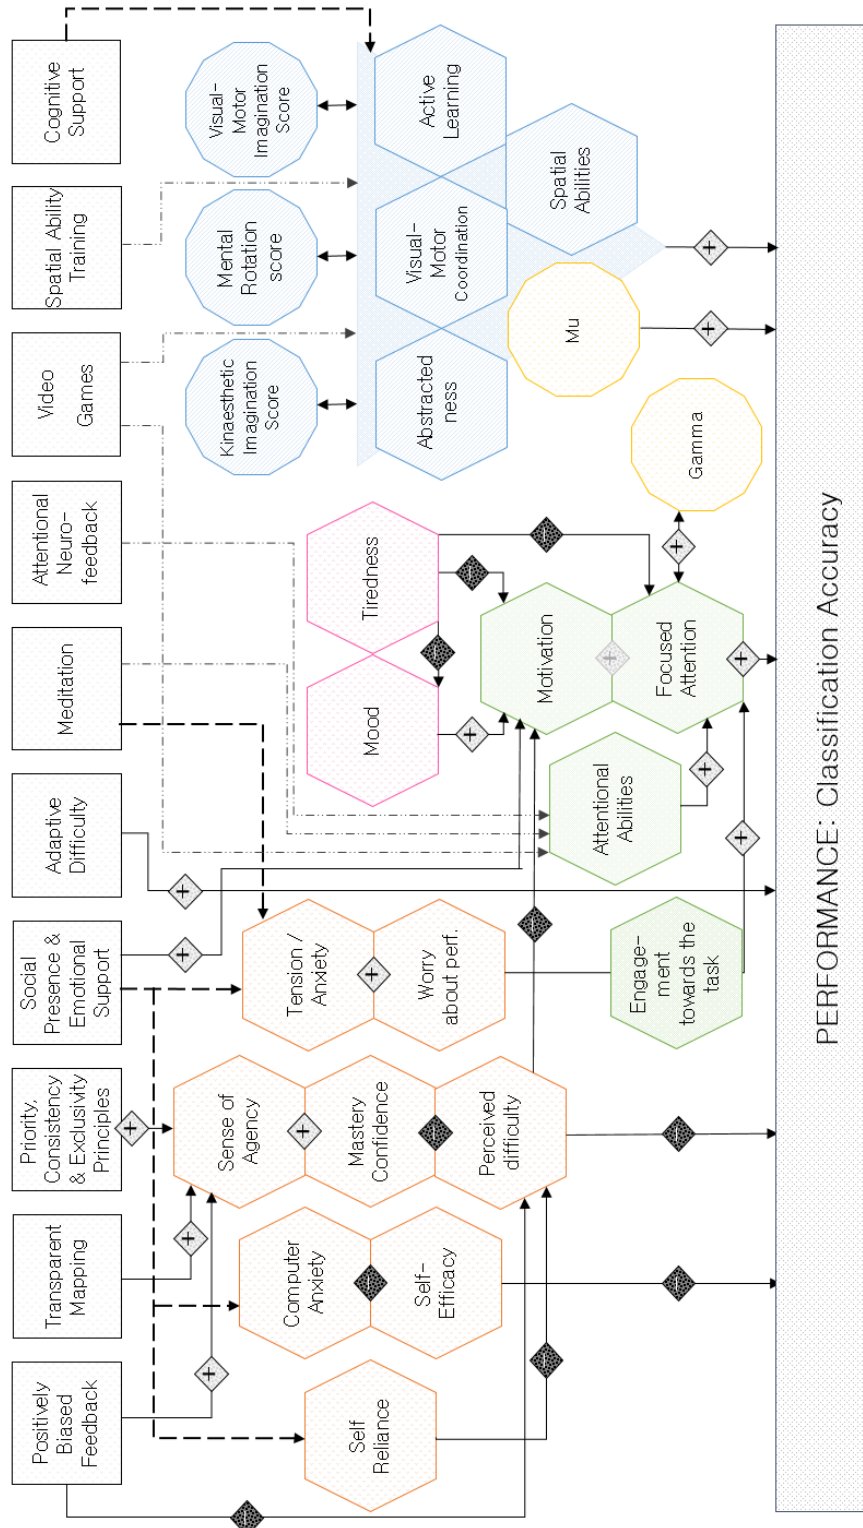 Positively
Biased
Feedback
Transparent
Mapping
Priority,
Consistency
& Exclusivity
Principles
Social
Presence &
Emotional
Support
Adaptive
Difficulty
Meditation
Attentional
Neuro-
feedback
Video
Games
Spatial Ability
Training
Cognitive
Support
+
+
+
+
+
-
Self
Reliance
Computer
Anxiety
-
Self-
Efficacy
Sense of
Agency
+
Mastery
Confidence
-
Perceived
difficulty
Tension /
Anxiety
+
Worry
about perf.
Engage-
ment
towards the
task
Attentional
Abilities
Mood
Tiredness
-
-
-
+
Motivation
+
Focused
Attention
+
+
+
+
Gamma
Kinaesthetic
Imagination
Score
Mental
Rotation
score
Visual-
Motor
Imagination
Score
Abstracted
ness
Visual-
Motor
Coordination
Active
Learning
Spatial
Abilities
Mu
+
+
-
-
-
-
PERFORMANCE: Classification Accuracy